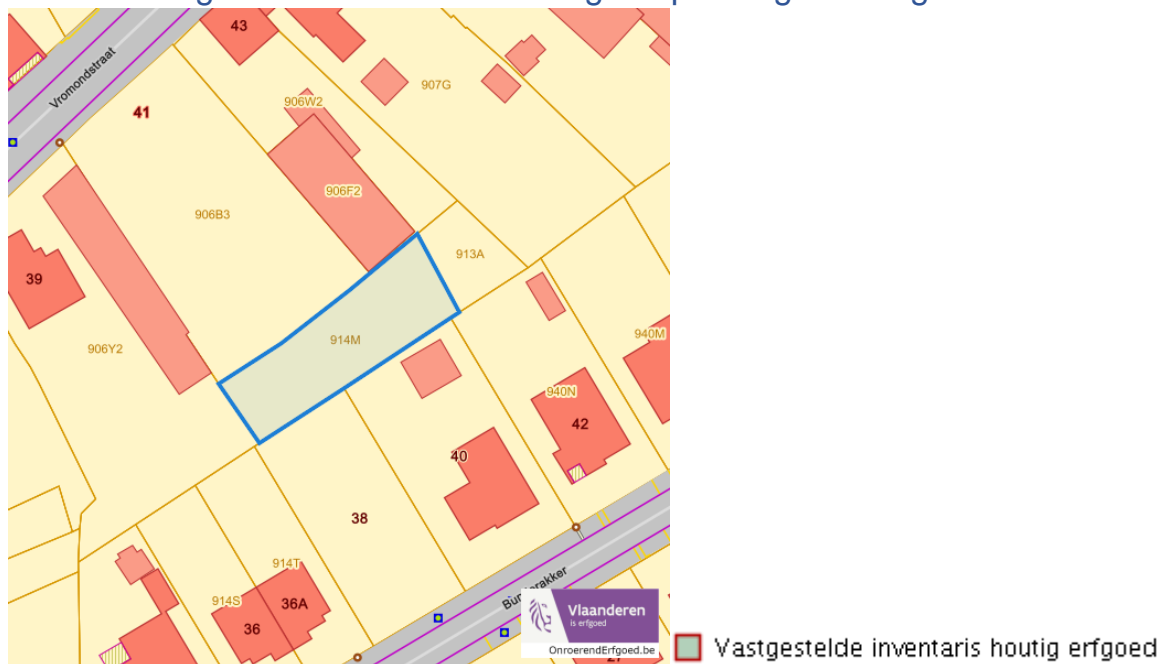 43
Vromondstraat
41
906W2
907G
906F2
906B3
913A
39
914M
906Y2
940M
940N
42
40
38
914T
914S
36A
36
Vlaanderen
is erfgoed
OnroerendErfgoed.be
Vastgestelde inventaris houtig erfgoed